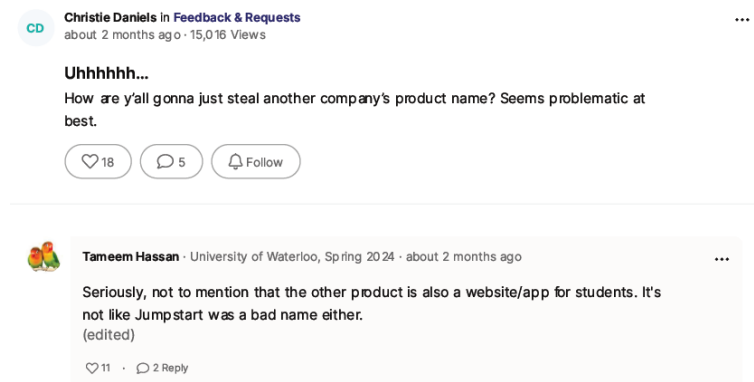 CD
Christie Daniels in Feedback & Requests
about 2 months ago · 15,016 Views
Uhhhhhh...
How are y’all gonna just steal another company’s product name? Seems problematic at
best.
18
5
Follow
Tameem Hassan · University of Waterloo, Spring 2024 · about 2 months ago
Seriously, not to mention that the other product is also a website/app for students. It's
not like Jumpstart was a bad name either.
(edited)
11 · 2 Reply